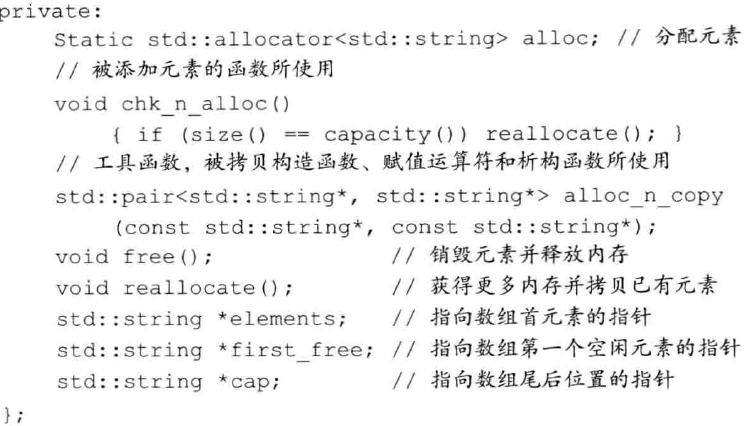 private:
    Static std::allocator<std::string> alloc; // 分配元素
    // 被添加元素的函数所使用
    void chk_n_alloc()
        { if (size() == capacity()) reallocate(); }
    // 工具函数，被拷贝构造函数、赋值运算符和析构函数所使用
    std::pair<std::string*, std::string*> alloc_n_copy
        (const std::string*, const std::string*);
    void free();             // 销毁元素并释放内存
    void reallocate();       // 获得更多内存并拷贝已有元素
    std::string *elements;   // 指向数组首元素的指针
    std::string *first_free; // 指向数组第一个空闲元素的指针
    std::string *cap;        // 指向数组尾后位置的指针
};